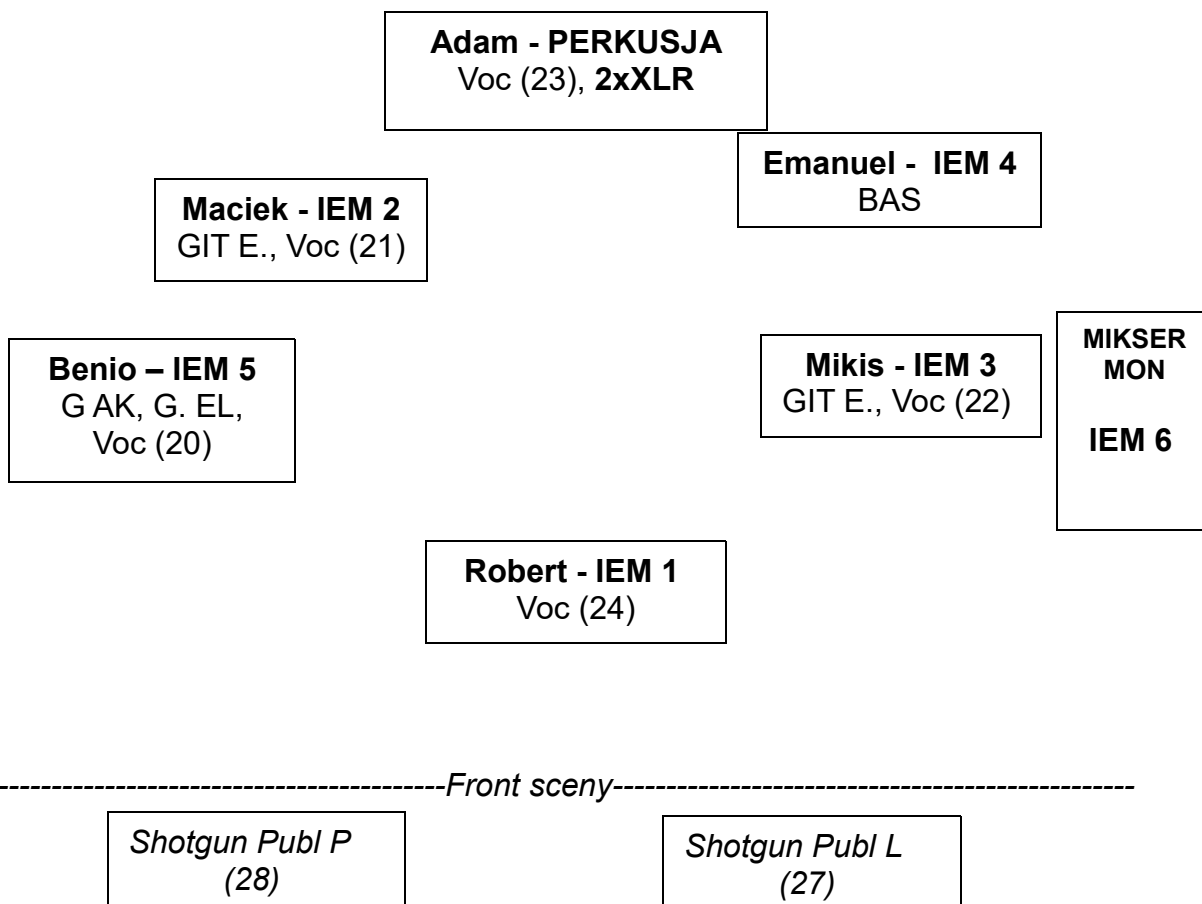 Adam - PERKUSJA
Voc (23), 2xXLR
Emanuel - IEM 4
BAS
Maciek - IEM 2
GIT E., Voc (21)
Benio – IEM 5
G AK, G. EL,
Voc (20)
Mikis - IEM 3
GIT E., Voc (22)
MIKSER
MON
IEM 6
Robert - IEM 1
Voc (24)
-------------------------------------------Front sceny--------------------------------------------------
Shotgun Publ P
(28)
Shotgun Publ L
(27)